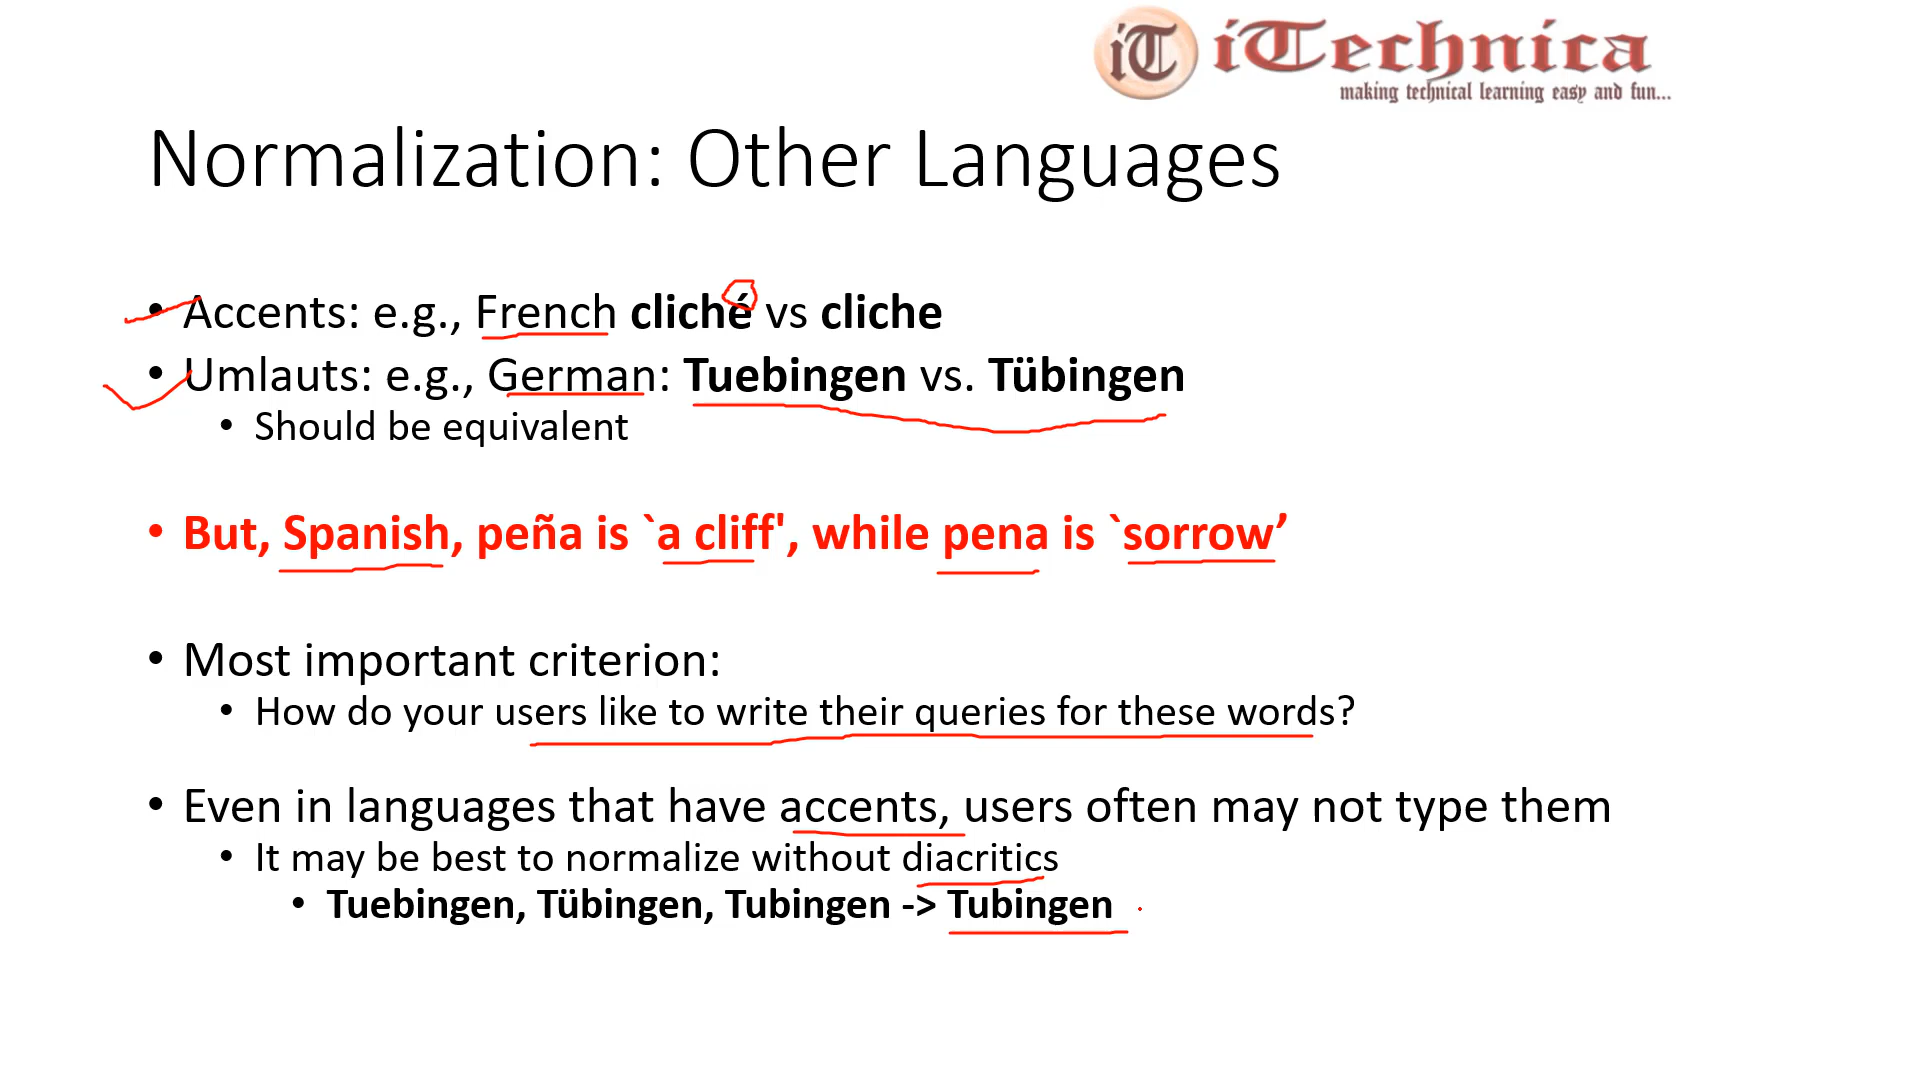 iT iTechnica
making technical learning easy and fun...
Normalization: Other Languages
• Accents: e.g., French cliché vs cliche
• Umlauts: e.g., German: Tuebingen vs. Tübingen
• Should be equivalent
• But, Spanish, peña is `a cliff', while pena is `sorrow’
• Most important criterion:
• How do your users like to write their queries for these words?
• Even in languages that have accents, users often may not type them
• It may be best to normalize without diacritics
• Tuebingen, Tübingen, Tubingen -> Tubingen